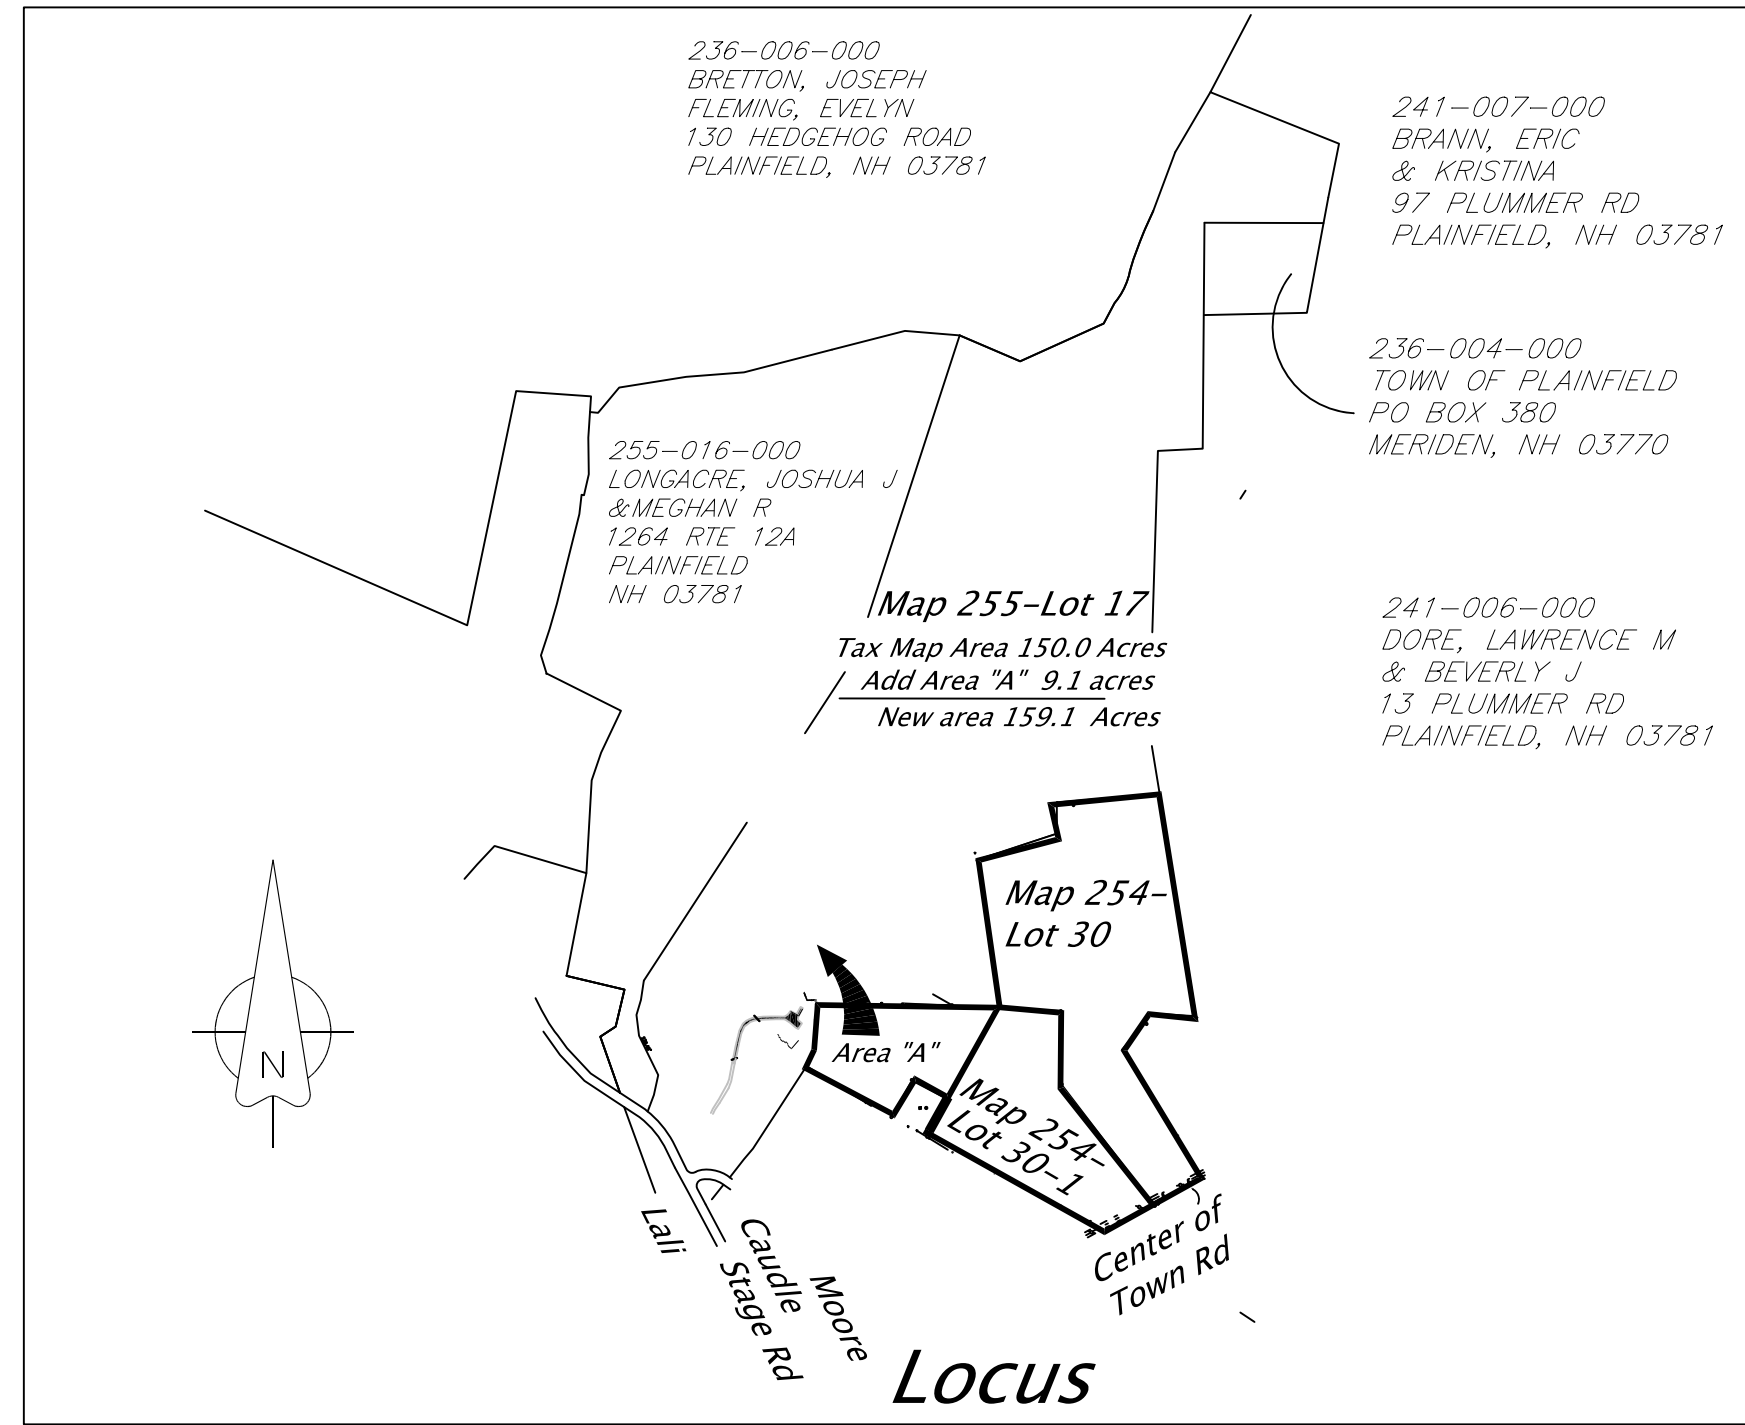 236-006-000
BRETTON, JOSEPH
FLEMING, EVELYN
130 HEDGEHOG ROAD
PLAINFIELD, NH 03781
241-007-000
BRANN, ERIC
& KRISTINA
97 PLUMMER RD
PLAINFIELD, NH 03781
236-004-000
TOWN OF PLAINFIELD
PO BOX 380
MERIDEN, NH 03770
255-016-000
LONGACRE, JOSHUA J
&MEGHAN R
1264 RTE 12A
PLAINFIELD
NH 03781
Map 255-Lot 17
Tax Map Area 150.0 Acres
Add Area "A" 9.1 acres
New area 159.1 Acres
241-006-000
DORE, LAWRENCE M
& BEVERLY J
13 PLUMMER RD
PLAINFIELD, NH 03781
Map 254-
Lot 30
N
Area "A"
Map 254-
Lot 30-1
Center of
Town Rd
Lali
Stage Rd
Caudle
Moore
Locus